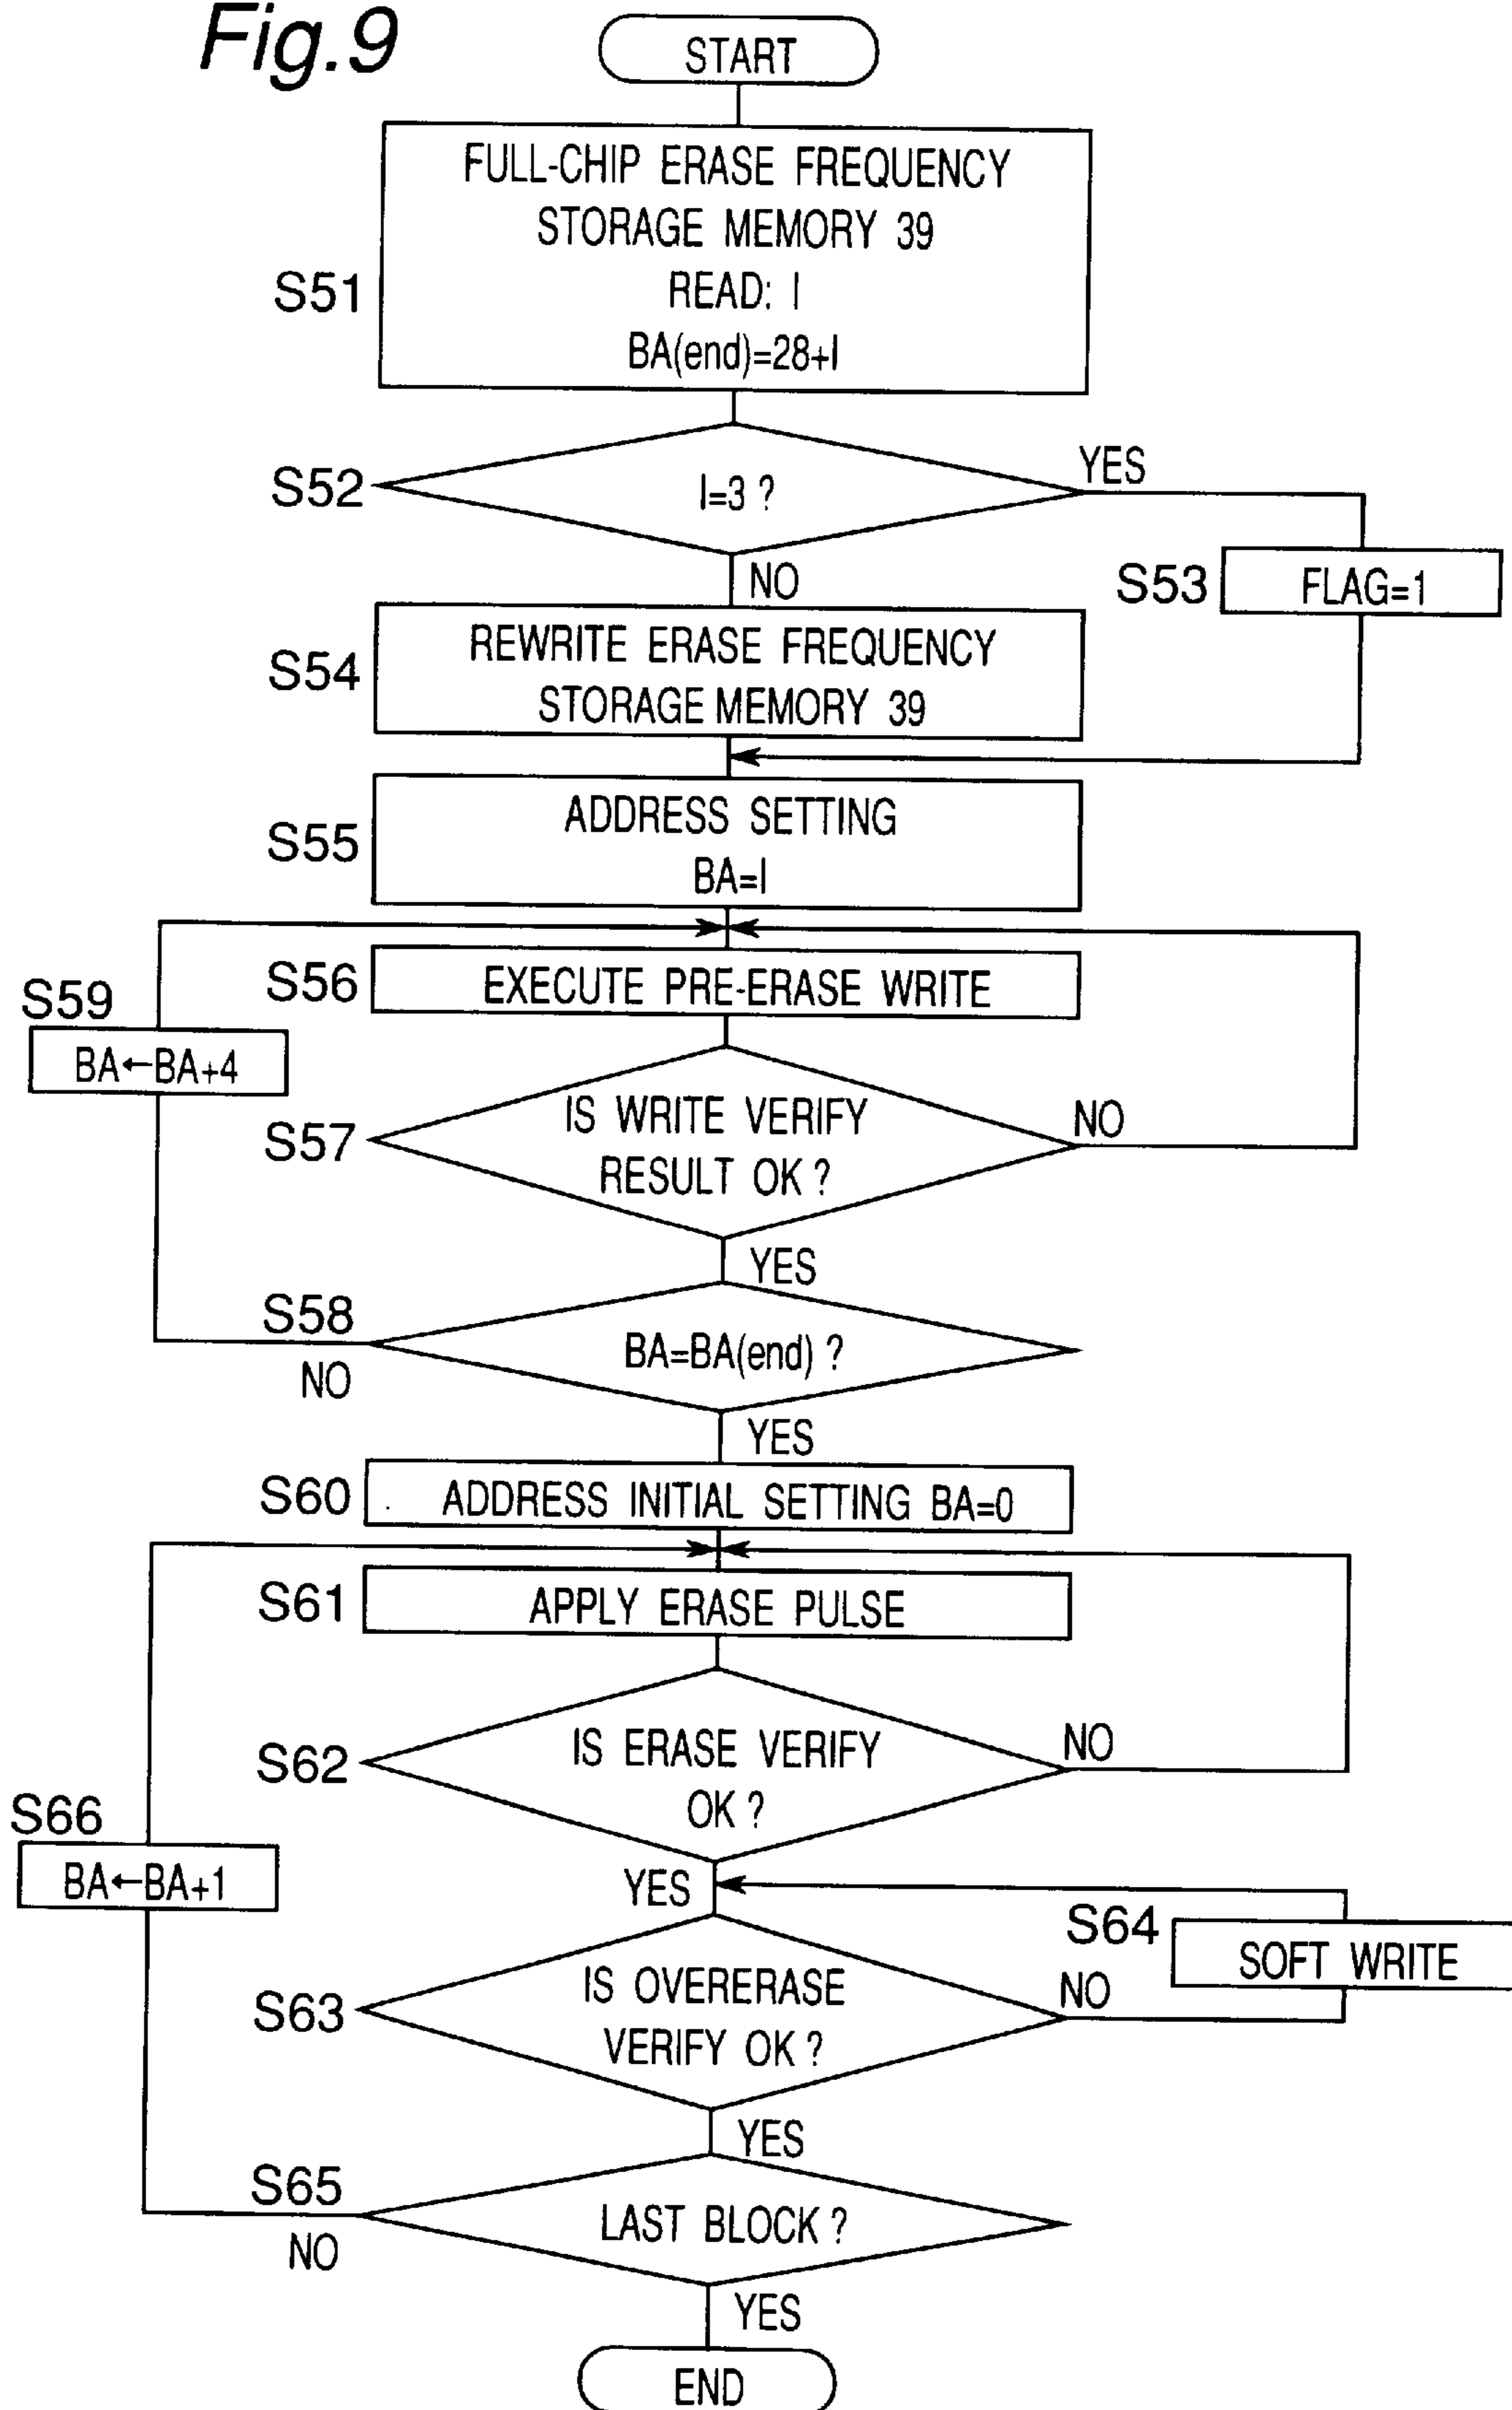 Fig.9
START
FULL-CHIP ERASE FREQUENCY
STORAGE MEMORY 39
S51
READ: I
BA(end)=28+I
S52
I=3 ?
YES
NO
S53
FLAG=1
S54
REWRITE ERASE FREQUENCY
STORAGE MEMORY 39
S55
ADDRESS SETTING
BA=I
S56
EXECUTE PRE-ERASE WRITE
S59
BA←BA+4
S57
IS WRITE VERIFY
RESULT OK ?
NO
YES
S58
BA=BA(end) ?
NO
YES
S60
ADDRESS INITIAL SETTING BA=0
S61
APPLY ERASE PULSE
S62
IS ERASE VERIFY
OK ?
NO
S66
BA←BA+1
YES
S64
SOFT WRITE
S63
IS OVERERASE
VERIFY OK ?
NO
YES
S65
LAST BLOCK ?
NO
YES
END